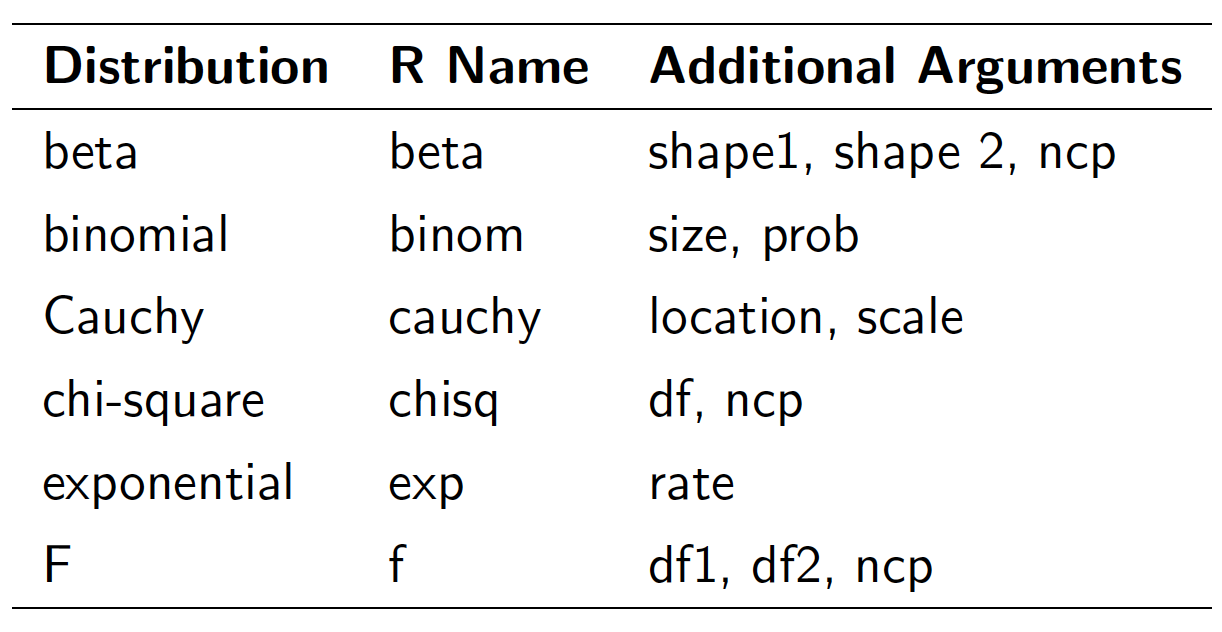 Distribution R Name Additional Arguments
beta beta shape1, shape 2, ncp
binomial binom size, prob
Cauchy cauchy location, scale
chi-square chisq df, ncp
exponential exp rate
F f df1, df2, ncp